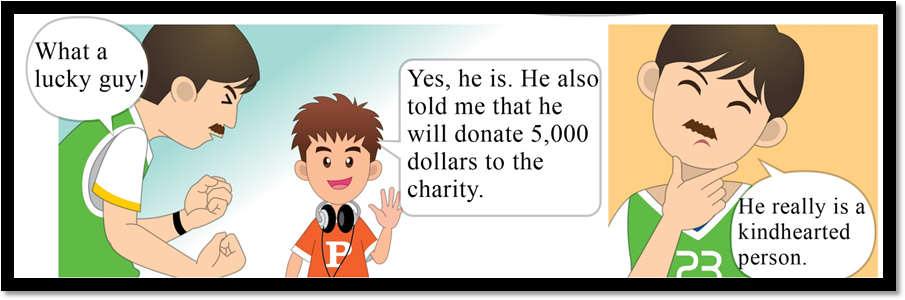 What a
lucky guy!
Yes, he is. He also
told me that he
will donate 5,000
dollars to the
charity.
P
He really is a
kindhearted
person.
23